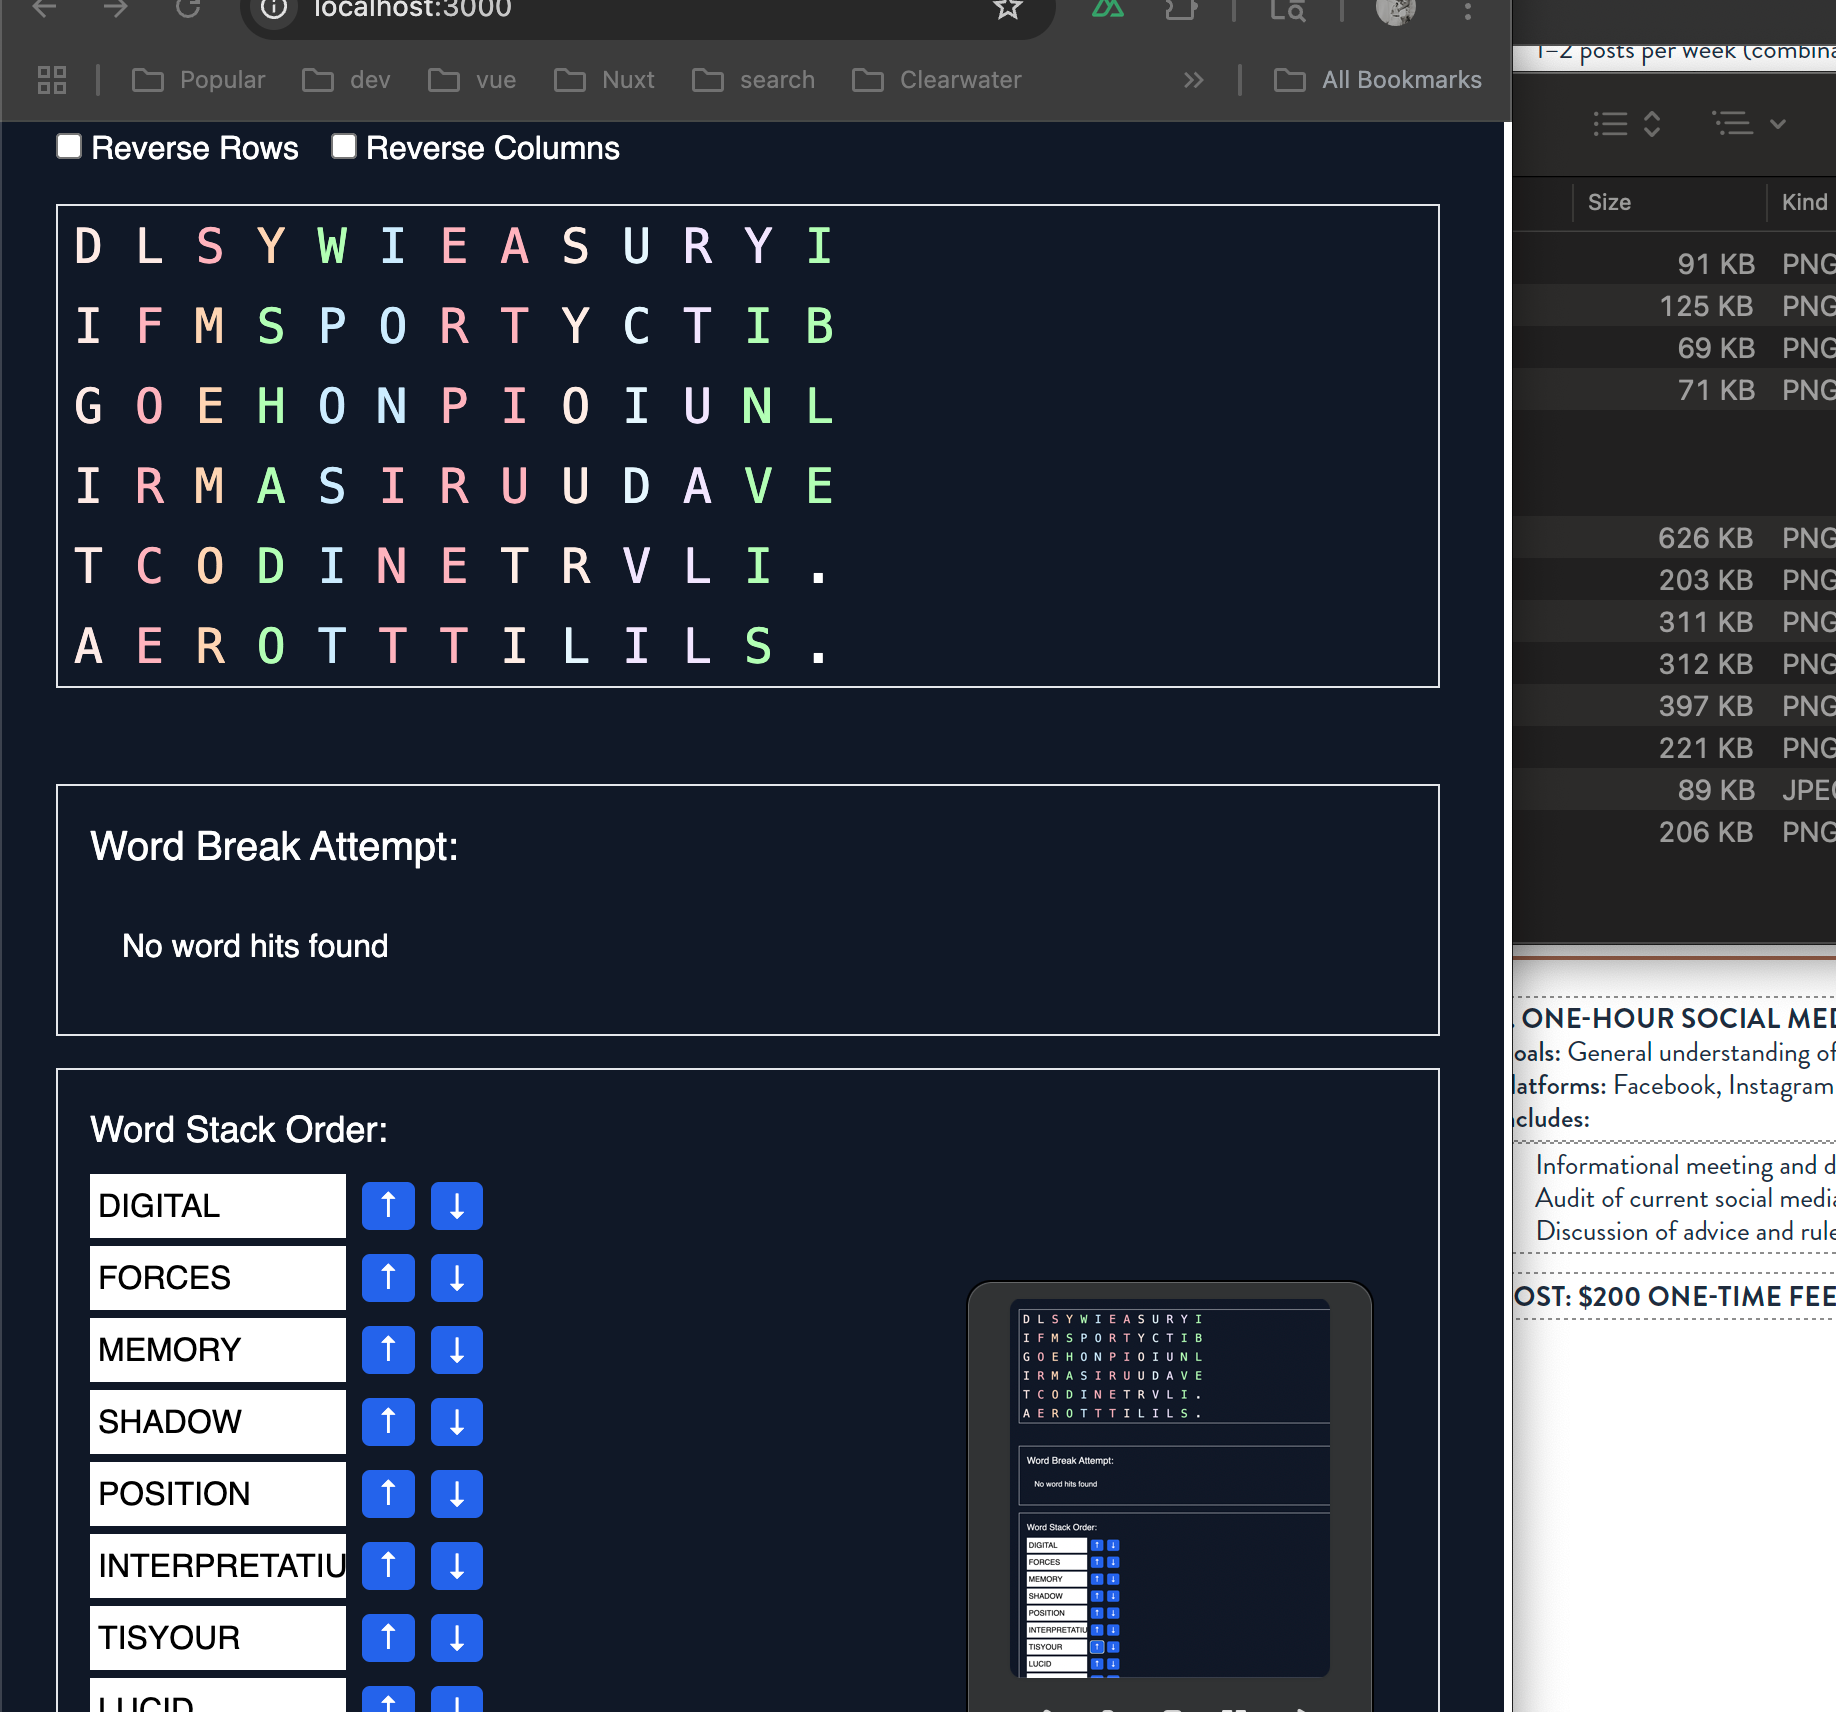 localhost:3000
Popular dev vue Nuxt search Clearwater » All Bookmarks
Reverse Rows Reverse Columns
D L S Y W I E A S U R Y I
I F M S P O R T Y C T I B
G O E H O N P I O I U N L
I R M A S I R U U D A V E
T C O D I N E T R V L I .
A E R O T T T I L I L S .
Word Break Attempt:
No word hits found
Word Stack Order:
DIGITAL ↑ ↓
FORCES ↑ ↓
MEMORY ↑ ↓
SHADOW ↑ ↓
POSITION ↑ ↓
INTERPRETATIU ↑ ↓
TISYOUR ↑ ↓
LUCID ↑ ↓
D L S Y W I E A S U R Y I
I F M S P O R T Y C T I B
G O E H O N P I O I U N L
I R M A S I R U U D A V E
T C O D I N E T R V L I .
A E R O T T T I L I L S .
Word Break Attempt:
No word hits found
Word Stack Order:
DIGITAL ↑ ↓
FORCES ↑ ↓
MEMORY ↑ ↓
SHADOW ↑ ↓
POSITION ↑ ↓
INTERPRETATIU ↑ ↓
TISYOUR ↑ ↓
LUCID ↑ ↓
1–2 posts per week (combina
Size Kind
91 KB PNG
125 KB PNG
69 KB PNG
71 KB PNG
626 KB PNG
203 KB PNG
311 KB PNG
312 KB PNG
397 KB PNG
221 KB PNG
89 KB JPEG
206 KB PNG
. ONE-HOUR SOCIAL MED
oals: General understanding of
latforms: Facebook, Instagram
cludes:
Informational meeting and d
Audit of current social media
Discussion of advice and rule
OST: $200 ONE-TIME FEE